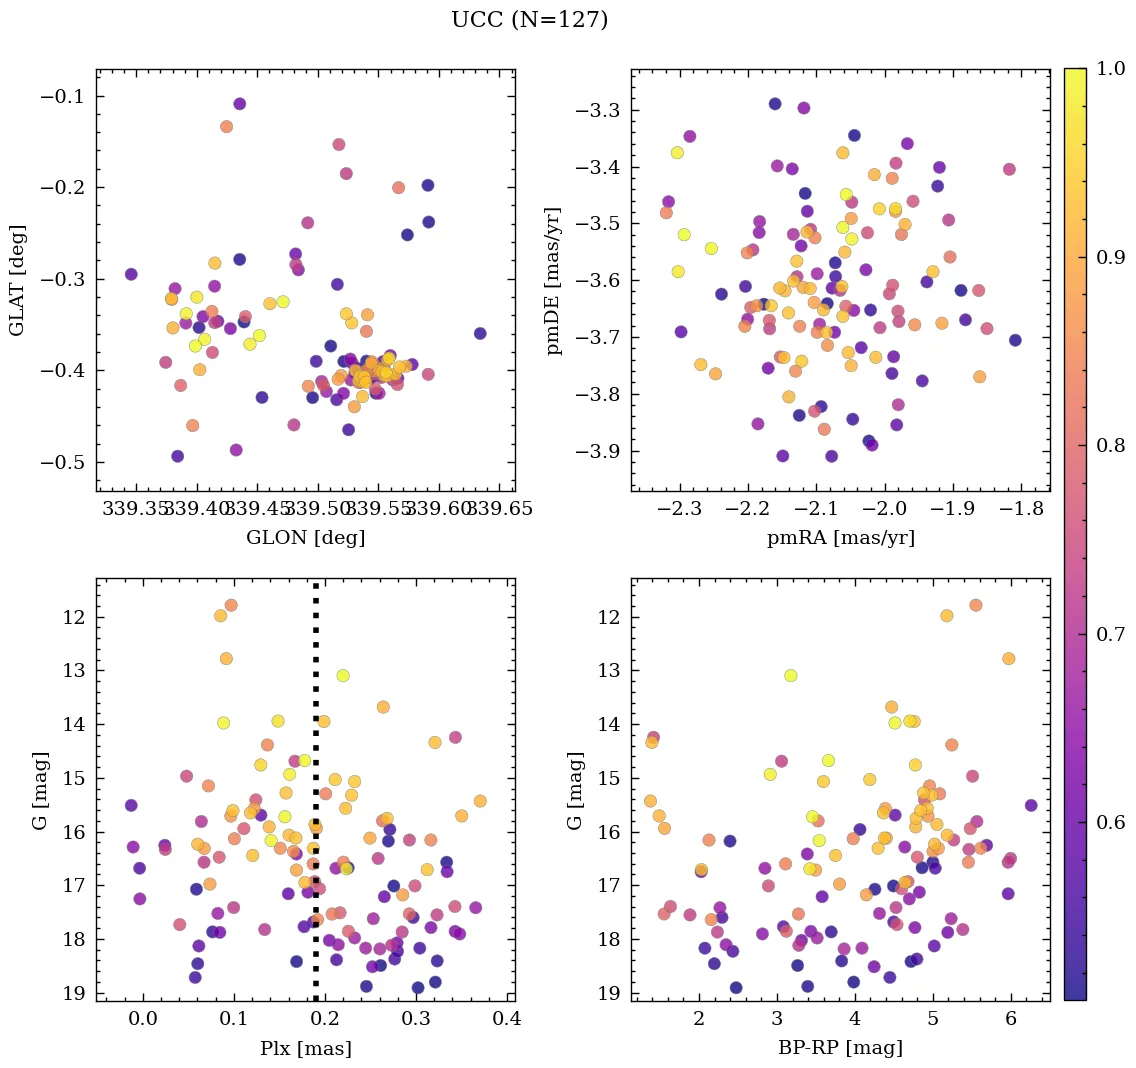 UCC (N=127)
−0.1
−0.2
−0.3
−0.4
−0.5
GLAT [deg]
339.35 339.40 339.45 339.50 339.55 339.60 339.65
GLON [deg]
−3.3
−3.4
−3.5
−3.6
−3.7
−3.8
−3.9
pmDE [mas/yr]
−2.3 −2.2 −2.1 −2.0 −1.9 −1.8
pmRA [mas/yr]
1.0
0.9
0.8
0.7
0.6
12
13
14
15
16
17
18
19
G [mag]
0.0 0.1 0.2 0.3 0.4
Plx [mas]
12
13
14
15
16
17
18
19
G [mag]
2 3 4 5 6
BP-RP [mag]